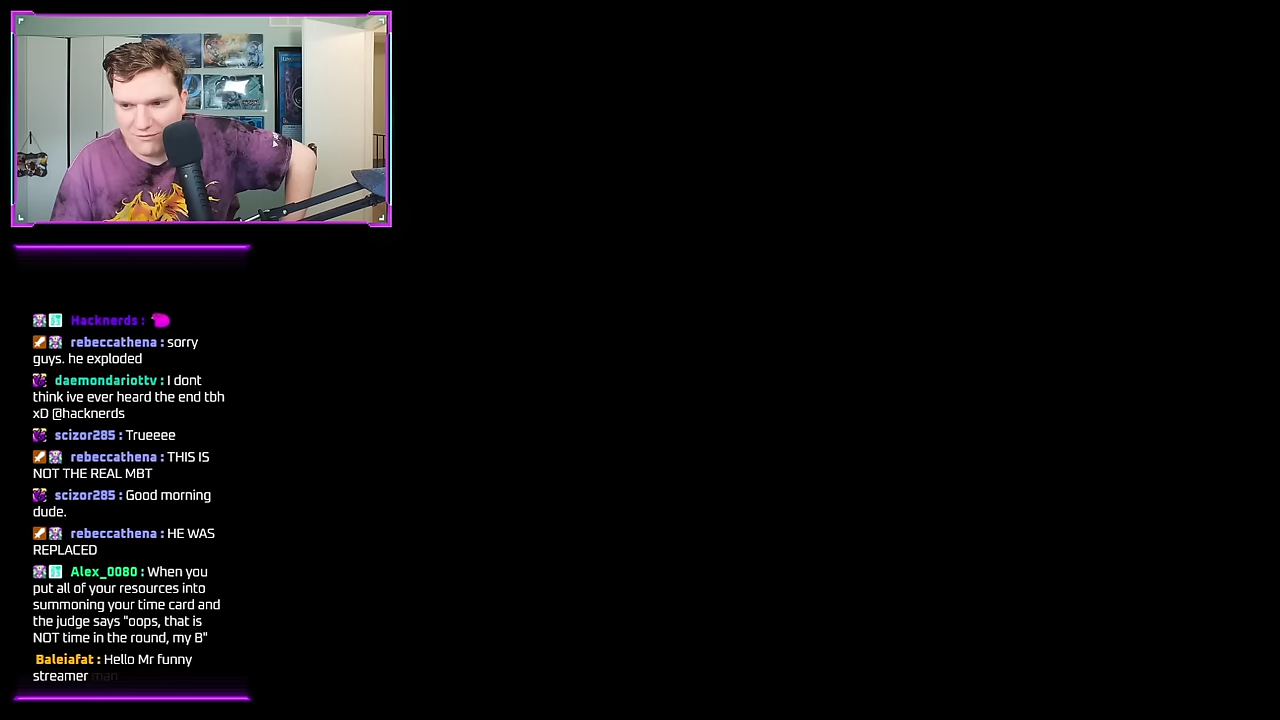 Hacknerds :
rebeccathena : sorry
guys. he exploded
daemondariottv : I dont
think ive ever heard the end tbh
xD @hacknerds
scizor285 : Trueeee
rebeccathena : THIS IS
NOT THE REAL MBT
scizor285 : Good morning
dude.
rebeccathena : HE WAS
REPLACED
Alex_0080 : When you
put all of your resources into
summoning your time card and
the judge says "oops, that is
NOT time in the round, my B"
Baleiafat : Hello Mr funny
streamer man